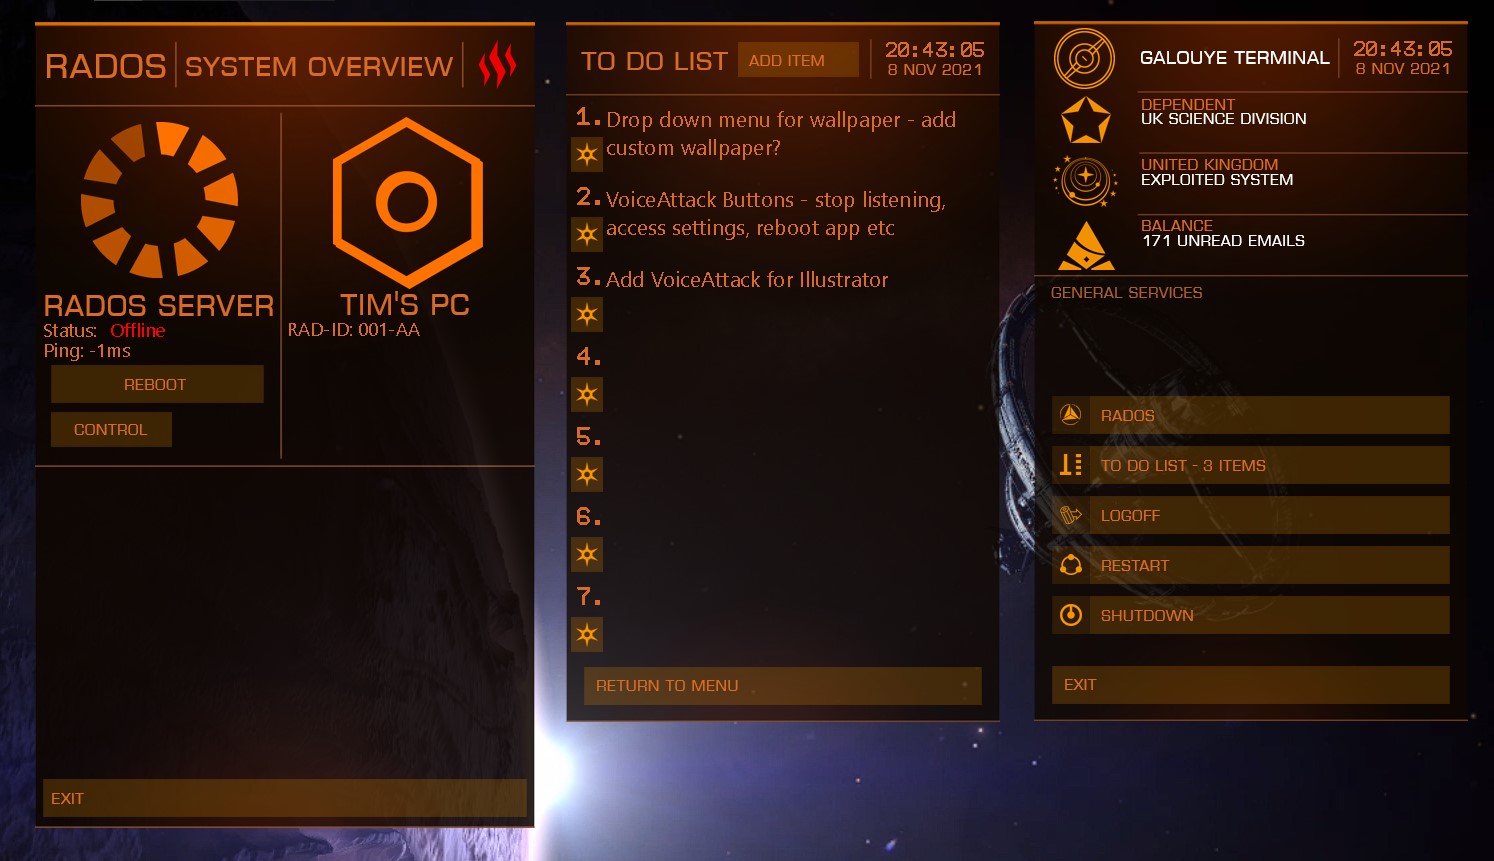 RADOS
SYSTEM OVERVIEW
RADOS SERVER
Status: Offline
Ping: -1ms
REBOOT
CONTROL
TIM'S PC
RAD-ID: 001-AA
EXIT
TO DO LIST
ADD ITEM
20:43:05
8 NOV 2021
1. Drop down menu for wallpaper - add
custom wallpaper?
2. VoiceAttack Buttons - stop listening,
access settings, reboot app etc
3. Add VoiceAttack for Illustrator
4.
5.
6.
7.
RETURN TO MENU
GALOUYE TERMINAL
20:43:05
8 NOV 2021
DEPENDENT
UK SCIENCE DIVISION
UNITED KINGDOM
EXPLOITED SYSTEM
BALANCE
171 UNREAD EMAILS
GENERAL SERVICES
RADOS
TO DO LIST - 3 ITEMS
LOGOFF
RESTART
SHUTDOWN
EXIT